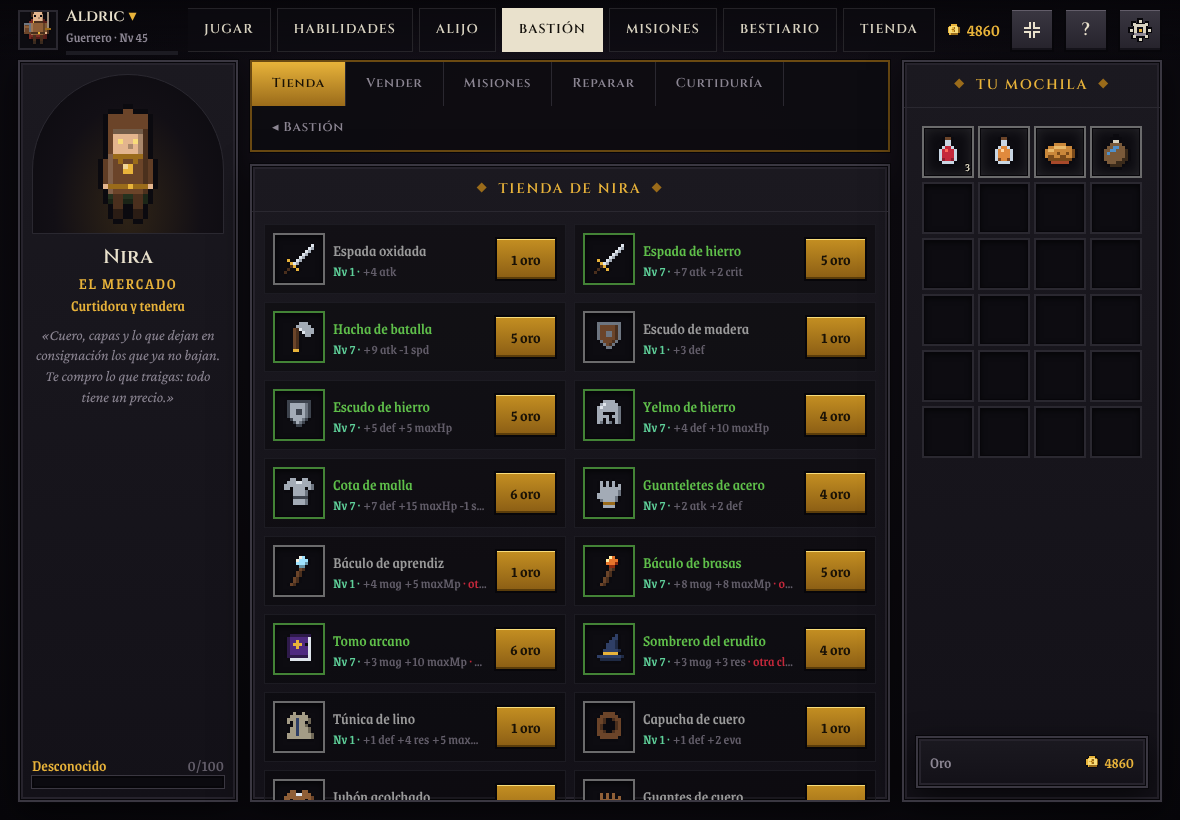 ALDRIC ▾
Guerrero · Nv 45
JUGAR
HABILIDADES
ALIJO
BASTIÓN
MISIONES
BESTIARIO
TIENDA
4860
?
TIENDA
VENDER
MISIONES
REPARAR
CURTIDURÍA
◂ BASTIÓN
NIRA
EL MERCADO
Curtidora y tendera
«Cuero, capas y lo que dejan en
consignación los que ya no bajan.
Te compro lo que traigas: todo
tiene un precio.»
Desconocido 0/100
TIENDA DE NIRA
Espada oxidada
Nv 1 · +4 atk
1 oro
Espada de hierro
Nv 7 · +7 atk +2 crit
5 oro
Hacha de batalla
Nv 7 · +9 atk -1 spd
5 oro
Escudo de madera
Nv 1 · +3 def
1 oro
Escudo de hierro
Nv 7 · +5 def +5 maxHp
5 oro
Yelmo de hierro
Nv 7 · +4 def +10 maxHp
4 oro
Cota de malla
Nv 7 · +7 def +15 maxHp -1 s...
6 oro
Guanteletes de acero
Nv 7 · +2 atk +2 def
4 oro
Báculo de aprendiz
Nv 1 · +4 mag +5 maxMp · ot...
1 oro
Báculo de brasas
Nv 7 · +8 mag +8 maxMp · o...
5 oro
Tomo arcano
Nv 7 · +3 mag +10 maxMp · ...
6 oro
Sombrero del erudito
Nv 7 · +3 mag +3 res · otra cl...
4 oro
Túnica de lino
Nv 1 · +1 def +4 res +5 max...
1 oro
Capucha de cuero
Nv 1 · +1 def +2 eva
1 oro
Jubón acolchado
Guantes de cuero
TU MOCHILA
3
Oro 4860